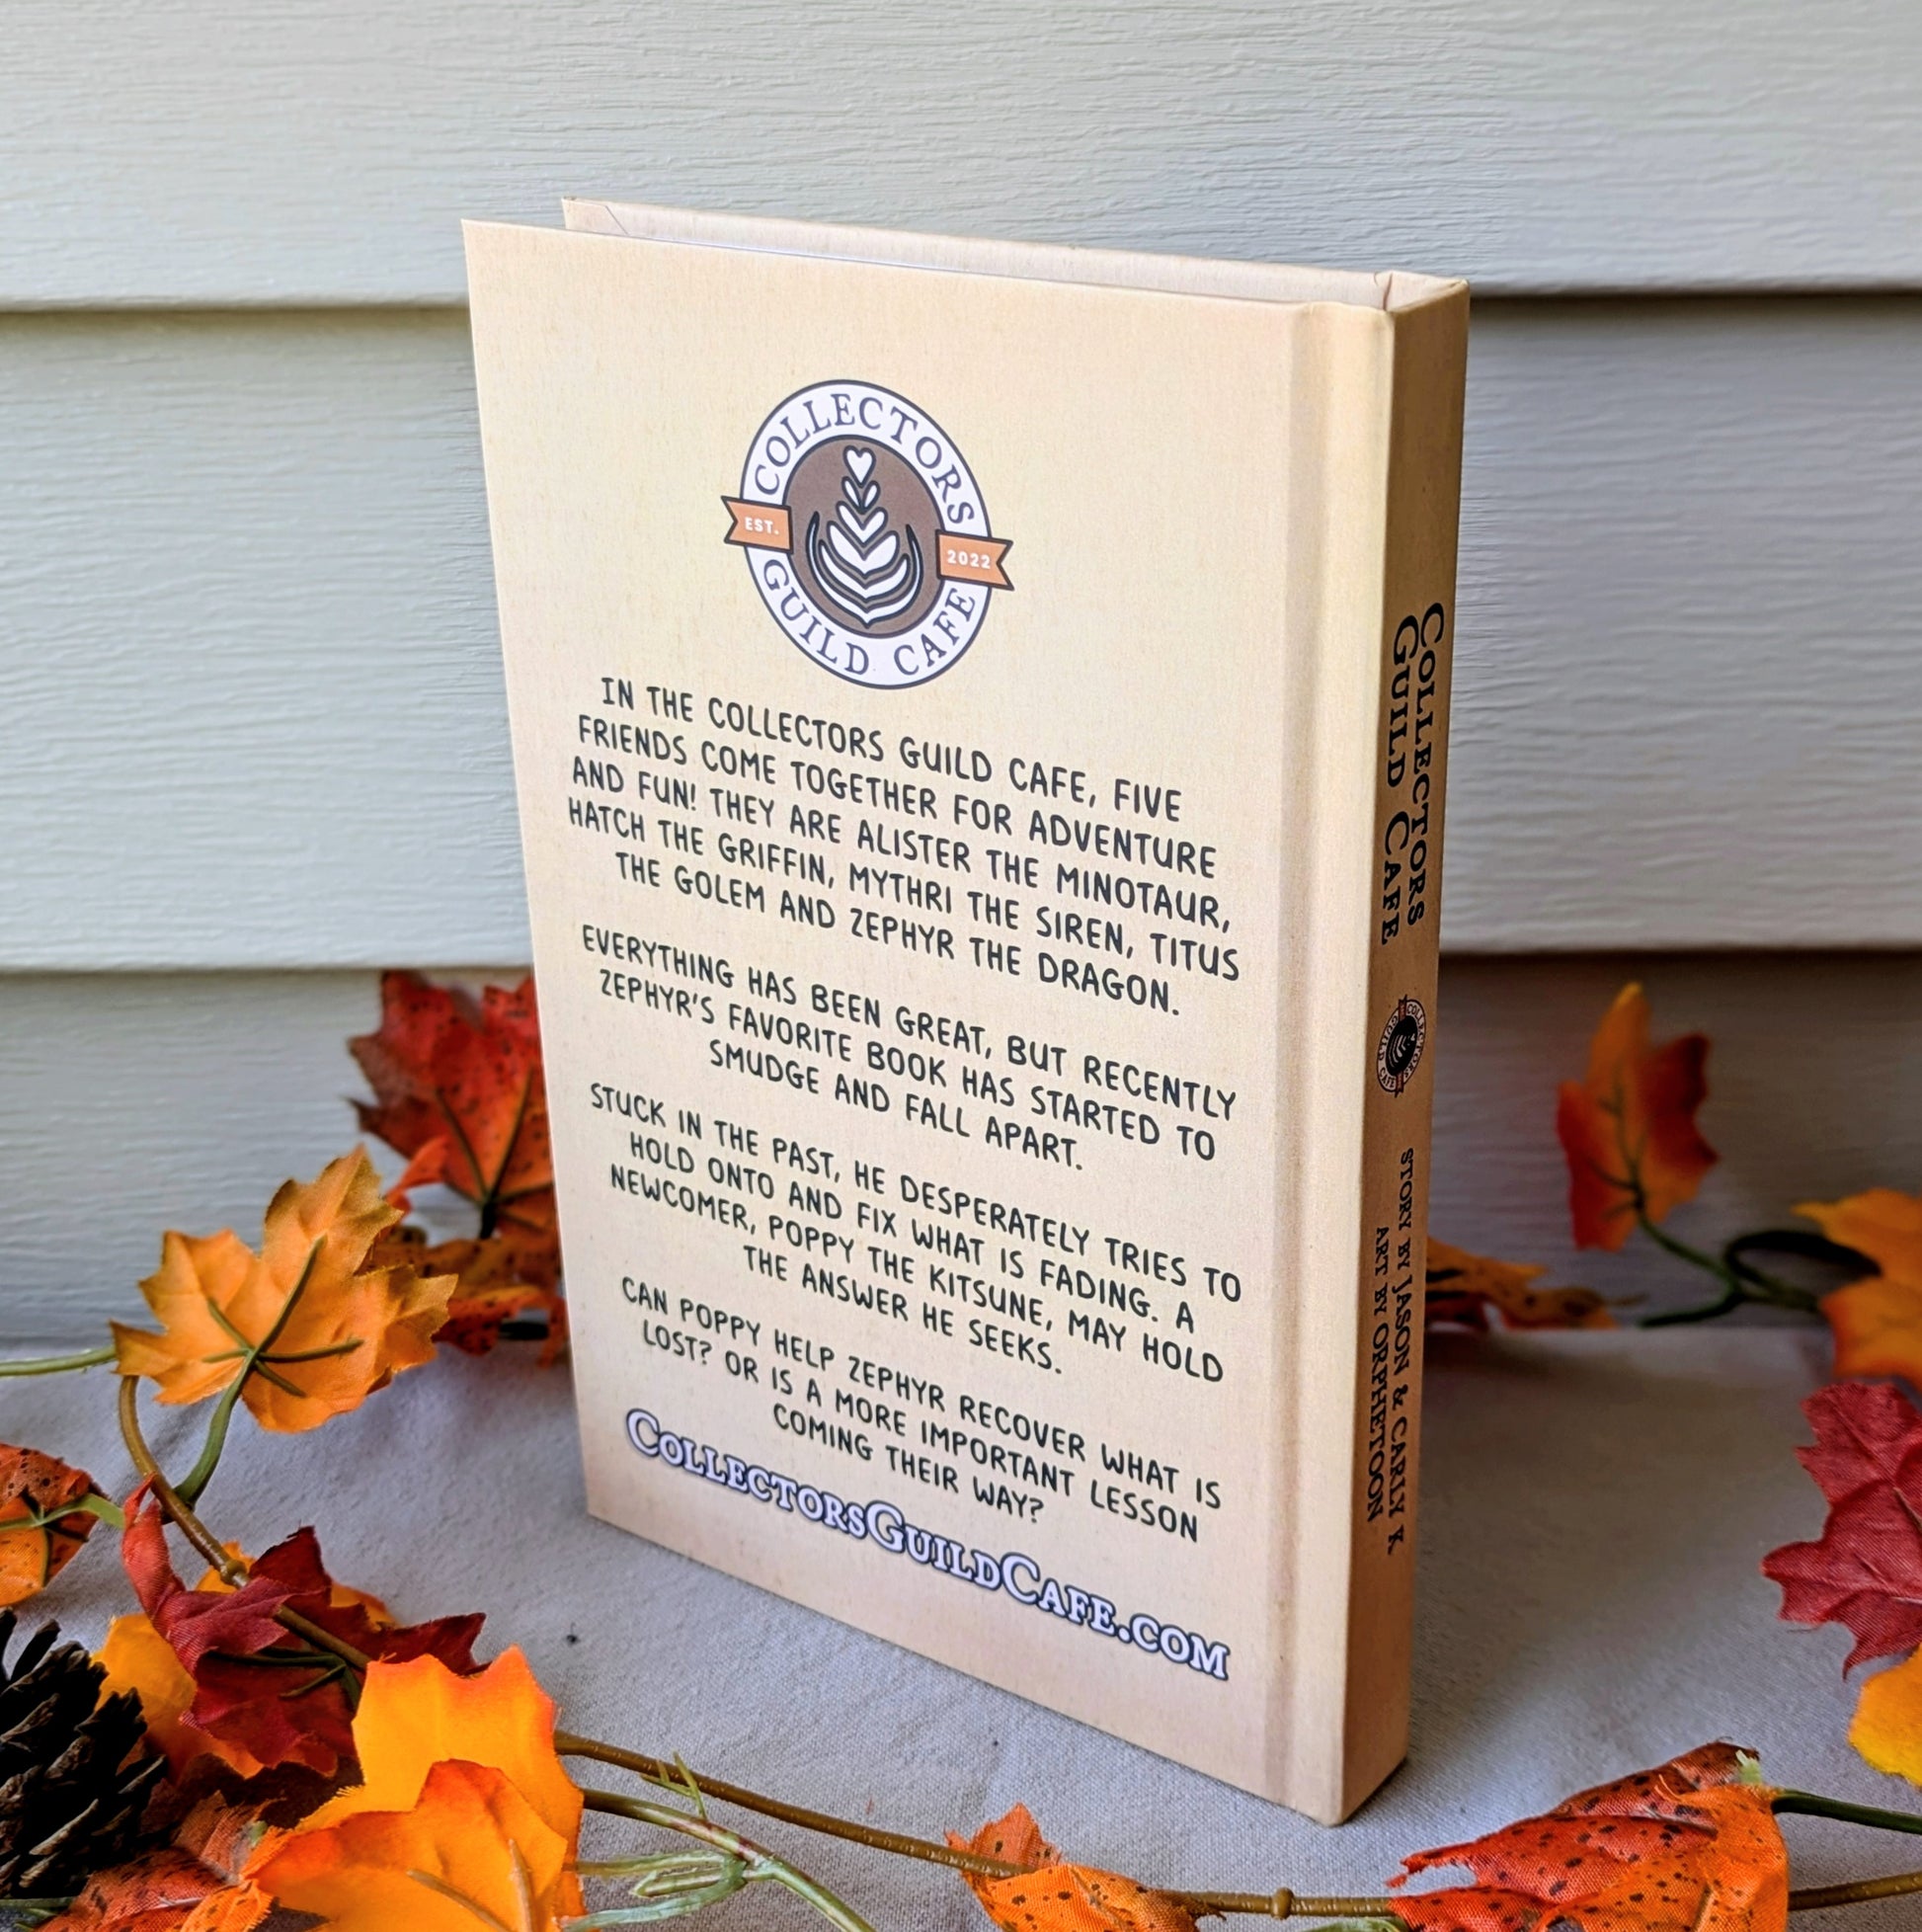 COLLECTORS
EST. 2022
GUILD CAFE
IN THE COLLECTORS GUILD CAFE, FIVE
FRIENDS COME TOGETHER FOR ADVENTURE
AND FUN! THEY ARE ALISTER THE MINOTAUR,
HATCH THE GRIFFIN, MYTHRI THE SIREN, TITUS
THE GOLEM AND ZEPHYR THE DRAGON.
EVERYTHING HAS BEEN GREAT, BUT RECENTLY
ZEPHYR'S FAVORITE BOOK HAS STARTED TO
SMUDGE AND FALL APART.
STUCK IN THE PAST, HE DESPERATELY TRIES TO
HOLD ONTO AND FIX WHAT IS FADING. A
NEWCOMER, POPPY THE KITSUNE, MAY HOLD
THE ANSWER HE SEEKS.
CAN POPPY HELP ZEPHYR RECOVER WHAT IS
LOST? OR IS A MORE IMPORTANT LESSON
COMING THEIR WAY?
COLLECTORSGUILDCAFE.COM
COLLECTORS
GUILD CAFE
COLLECTORS
GUILD CAFE
STORY BY JASON & CARLY K
ART BY ORPHETOON